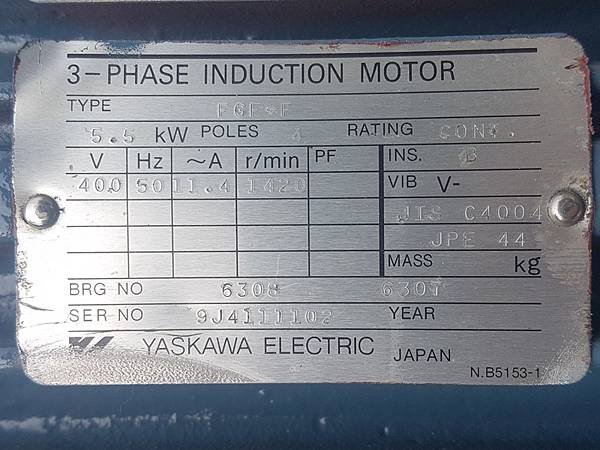 3-PHASE INDUCTION MOTOR
TYPE
5.5 kW POLES 4 RATING CONT.
V Hz ~A r/min PF INS. B
400 50 11.4 1420 VIB V-
JIS C4004
JPE 44
MASS kg
BRG NO 6308 6307
SER NO 9J4111102 YEAR
YASKAWA ELECTRIC JAPAN
N.B5153-1